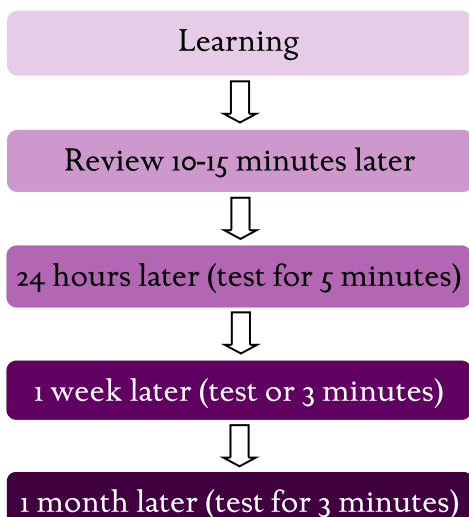 Learning
Review 10-15 minutes later
24 hours later (test for 5 minutes)
1 week later (test or 3 minutes)
1 month later (test for 3 minutes)